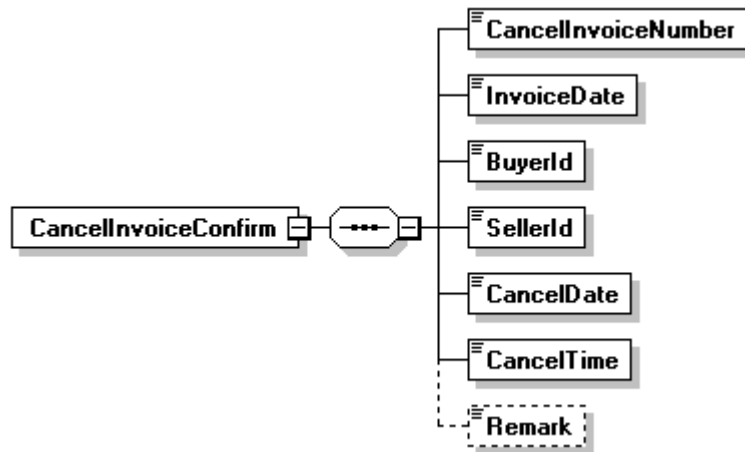 CancelInvoiceNumber
InvoiceDate
BuyerId
CancelInvoiceConfirm
SellerId
CancelDate
CancelTime
Remark